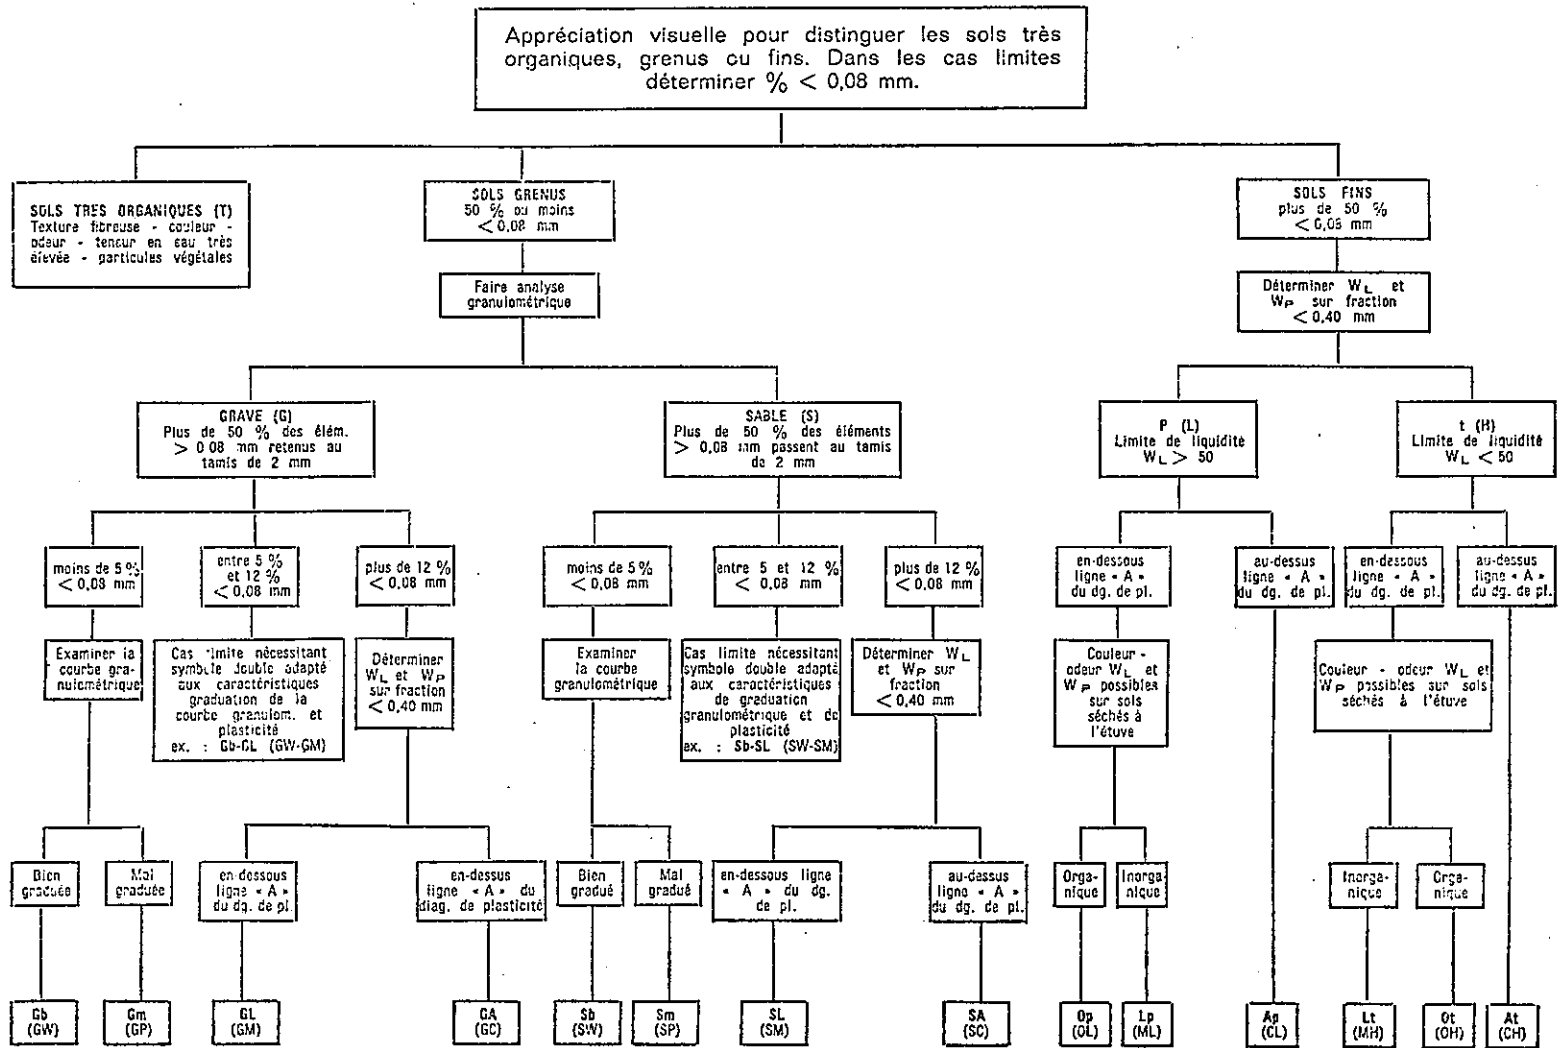 Appréciation visuelle pour distinguer les sols très
organiques, grenus cu fins. Dans les cas limites
déterminer % < 0,08 mm.
SOLS TRES ORGANIQUES (T)
Texture fibreuse - couleur -
odeur - teneur en eau très
élevée - particules végétales
SOLS GRENUS
50 % ou moins
< 0,08 mm
SOLS FINS
plus de 50 %
< 0,08 mm
Faire analyse
granulométrique
Déterminer WL et
WP sur fraction
< 0,40 mm
GRAVE (G)
Plus de 50 % des élém.
> 0,08 mm retenus au
tamis de 2 mm
SABLE (S)
Plus de 50 % des éléments
> 0,08 mm passent au tamis
de 2 mm
P (L)
Limite de liquidité
WL > 50
t (H)
Limite de liquidité
WL < 50
moins de 5 %
< 0,08 mm
entre 5 %
et 12 %
< 0,08 mm
plus de 12 %
< 0,08 mm
moins de 5 %
< 0,08 mm
entre 5 et 12 %
< 0,08 mm
plus de 12 %
< 0,08 mm
en-dessous
ligne « A »
du dg. de pl.
au-dessus
ligne « A »
du dg. de pl.
en-dessous
ligne « A »
du dg. de pl.
au-dessus
ligne « A »
du dg. de pl.
Examiner la
courbe gra-
nulométrique
Cas limite nécessitant
symbole double adapté
aux caractéristiques
graduation de la
courbe granulom. et
plasticité
ex. : Gb-GL (GW-GM)
Déterminer
WL et WP
sur fraction
< 0,40 mm
Examiner
la courbe
granulométrique
Cas limite nécessitant
symbole double adapté
aux caractéristiques
de graduation
granulométrique et de
plasticité
ex. : Sb-SL (SW-SM)
Déterminer WL
et WP sur
fraction
< 0,40 mm
Couleur -
odeur WL et
WP possibles
sur sols
séchés à
l'étuve
Couleur - odeur WL et
WP possibles sur sols
séchés à l'étuve
Bien
graduée
Mal
graduée
en-dessous
ligne « A »
du dg. de pl.
en-dessus
ligne « A » du
diag. de plasticité
Bien
gradué
Mal
gradué
en-dessous ligne
« A » du dg.
de pl.
au-dessus
ligne « A »
du dg. de pl.
Orga-
nique
Inorga-
nique
Inorga-
nique
Orga-
nique
Gb
(GW)
Gm
(GP)
GL
(GM)
GA
(GC)
Sb
(SW)
Sm
(SP)
SL
(SM)
SA
(SC)
Op
(OL)
Lp
(ML)
Ap
(CL)
Lt
(MH)
Ot
(OH)
At
(CH)